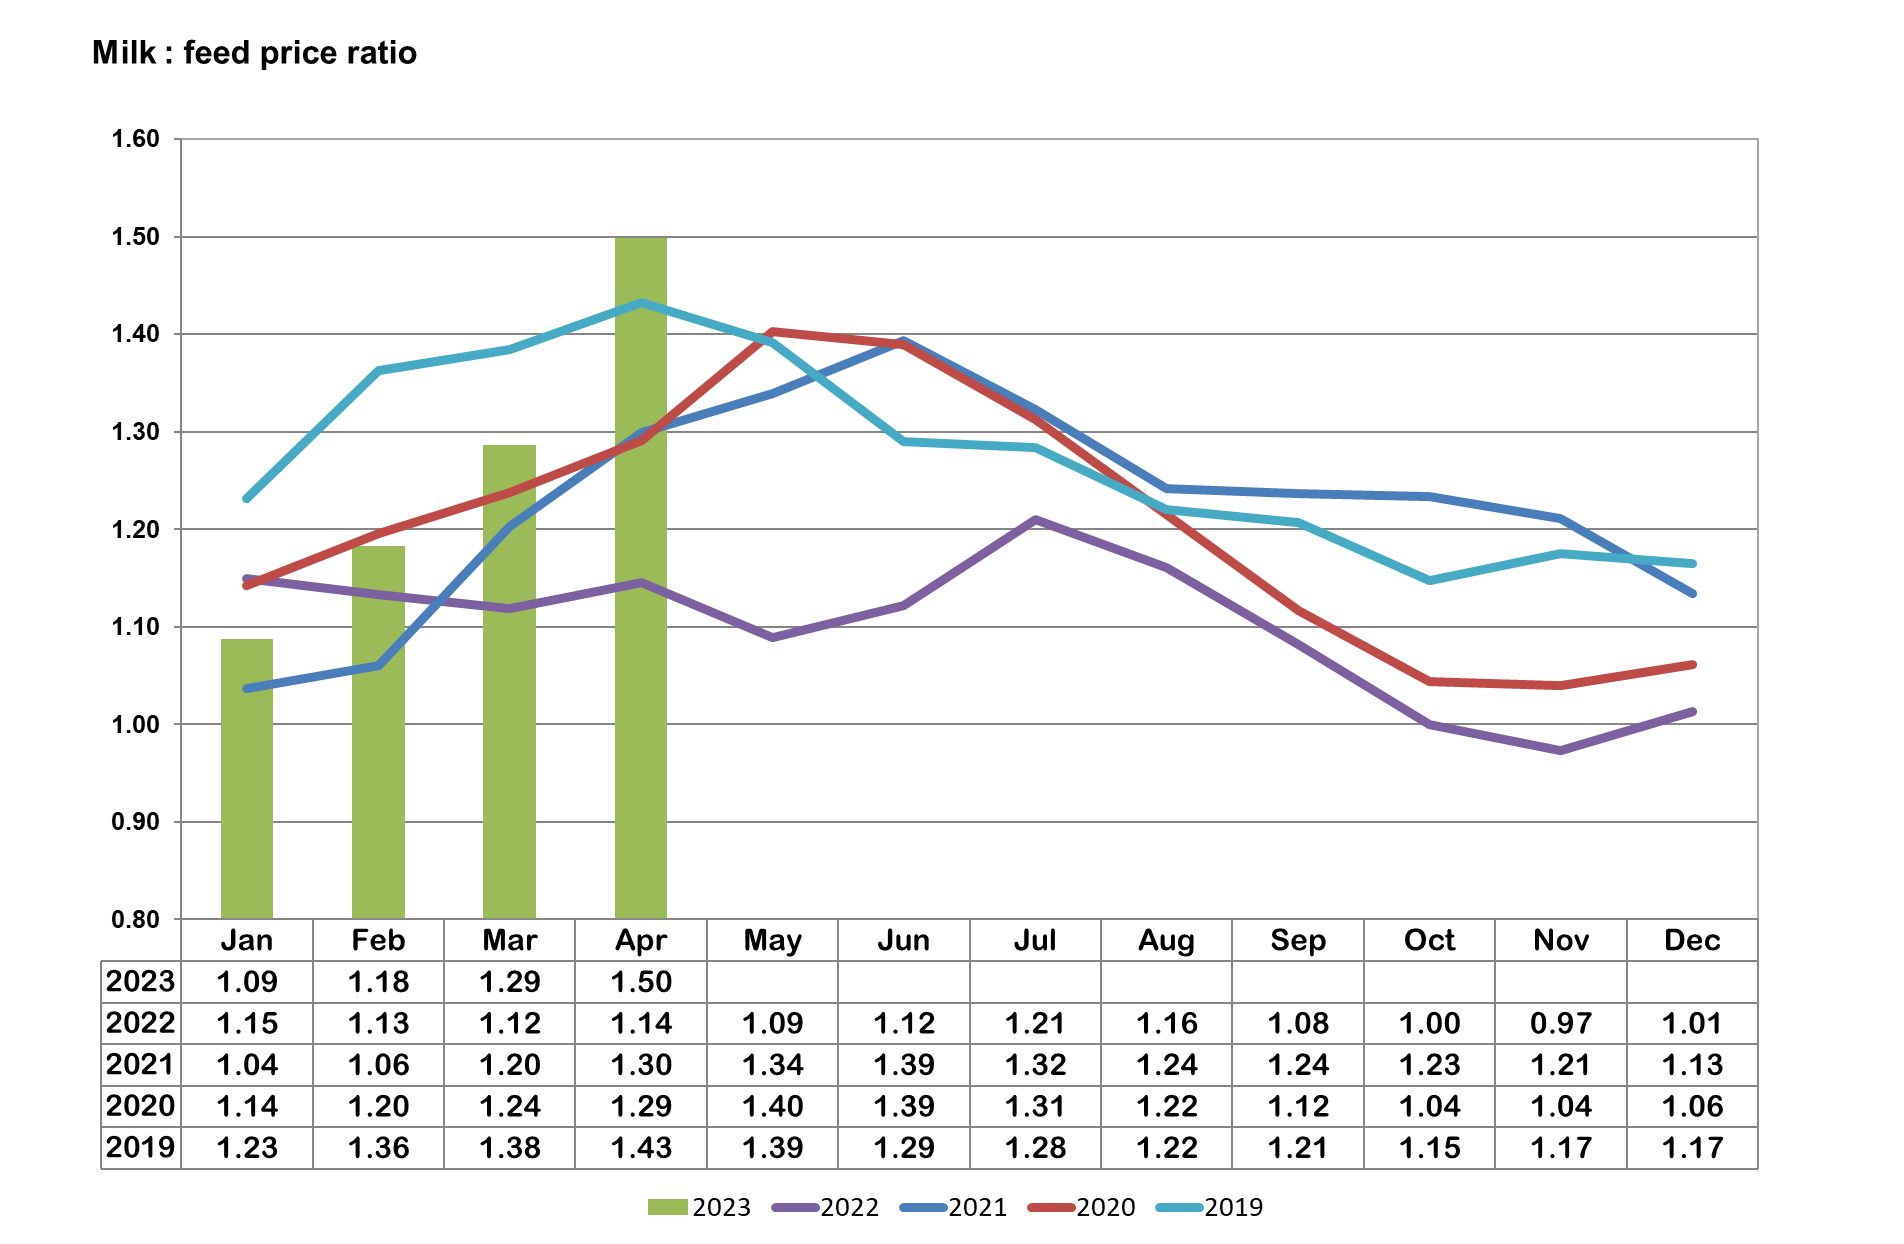 Milk : feed price ratio
1.60
1.50
1.40
1.30
1.20
1.10
1.00
0.90
0.80
Jan Feb Mar Apr May Jun Jul Aug Sep Oct Nov Dec
2023 1.09 1.18 1.29 1.50
2022 1.15 1.13 1.12 1.14 1.09 1.12 1.21 1.16 1.08 1.00 0.97 1.01
2021 1.04 1.06 1.20 1.30 1.34 1.39 1.32 1.24 1.24 1.23 1.21 1.13
2020 1.14 1.20 1.24 1.29 1.40 1.39 1.31 1.22 1.12 1.04 1.04 1.06
2019 1.23 1.36 1.38 1.43 1.39 1.29 1.28 1.22 1.21 1.15 1.17 1.17
2023 2022 2021 2020 2019